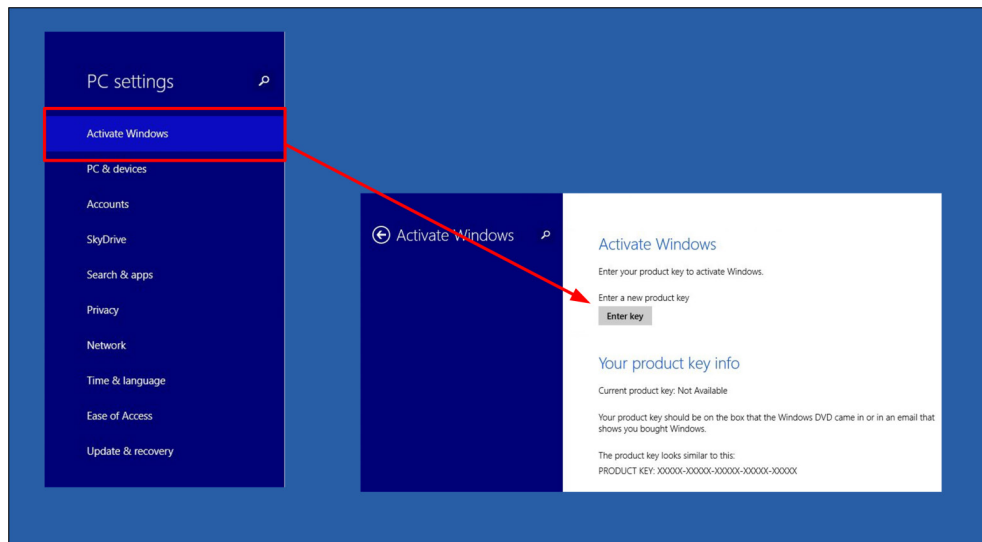 PC settings
Activate Windows
PC & devices
Accounts
SkyDrive
Search & apps
Privacy
Network
Time & language
Ease of Access
Update & recovery
Activate Windows
Activate Windows
Enter your product key to activate Windows.
Enter a new product key
Enter key
Your product key info
Current product key: Not Available
Your product key should be on the box that the Windows DVD came in or in an email that
shows you bought Windows.
The product key looks similar to this:
PRODUCT KEY: XXXXX-XXXXX-XXXXX-XXXXX-XXXXX